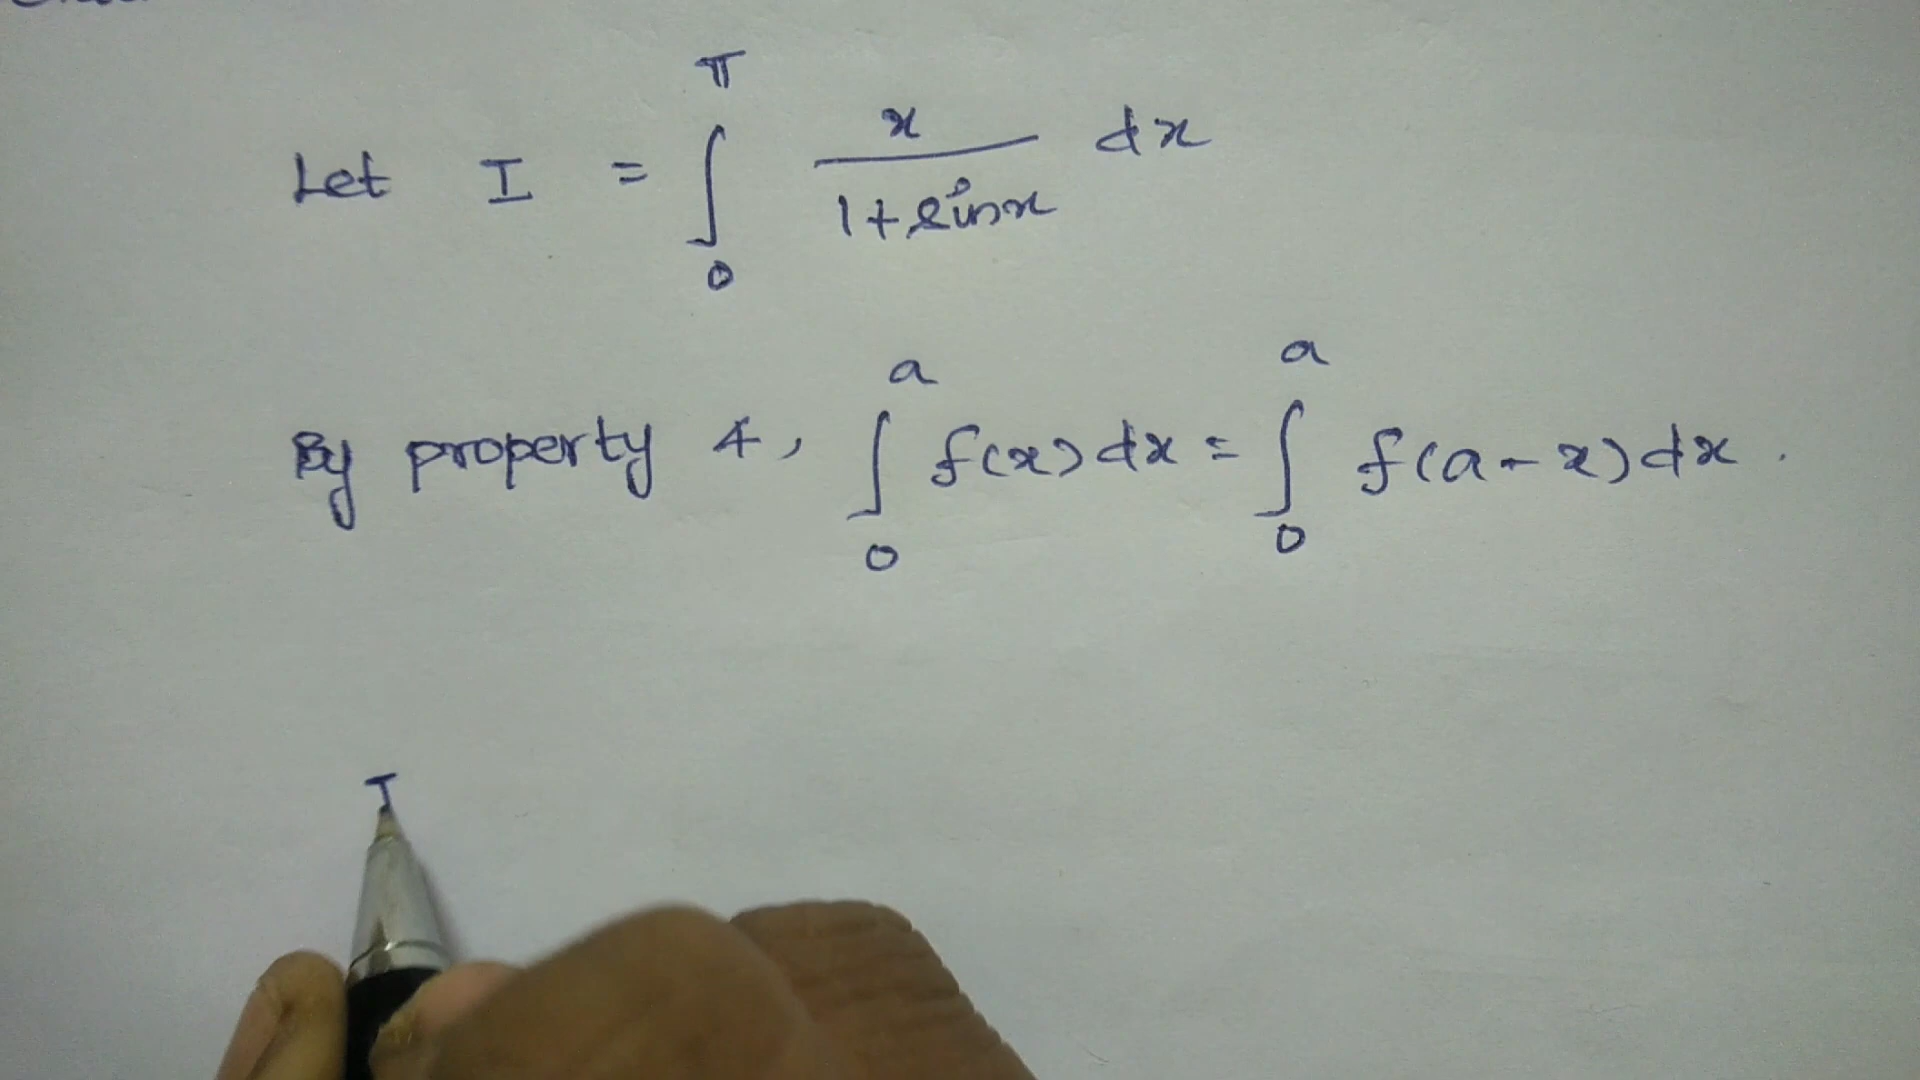 Let I = ∫₀^π x/(1+sinx) dx
By property 4, ∫₀^a f(x)dx = ∫₀^a f(a-x)dx.
I